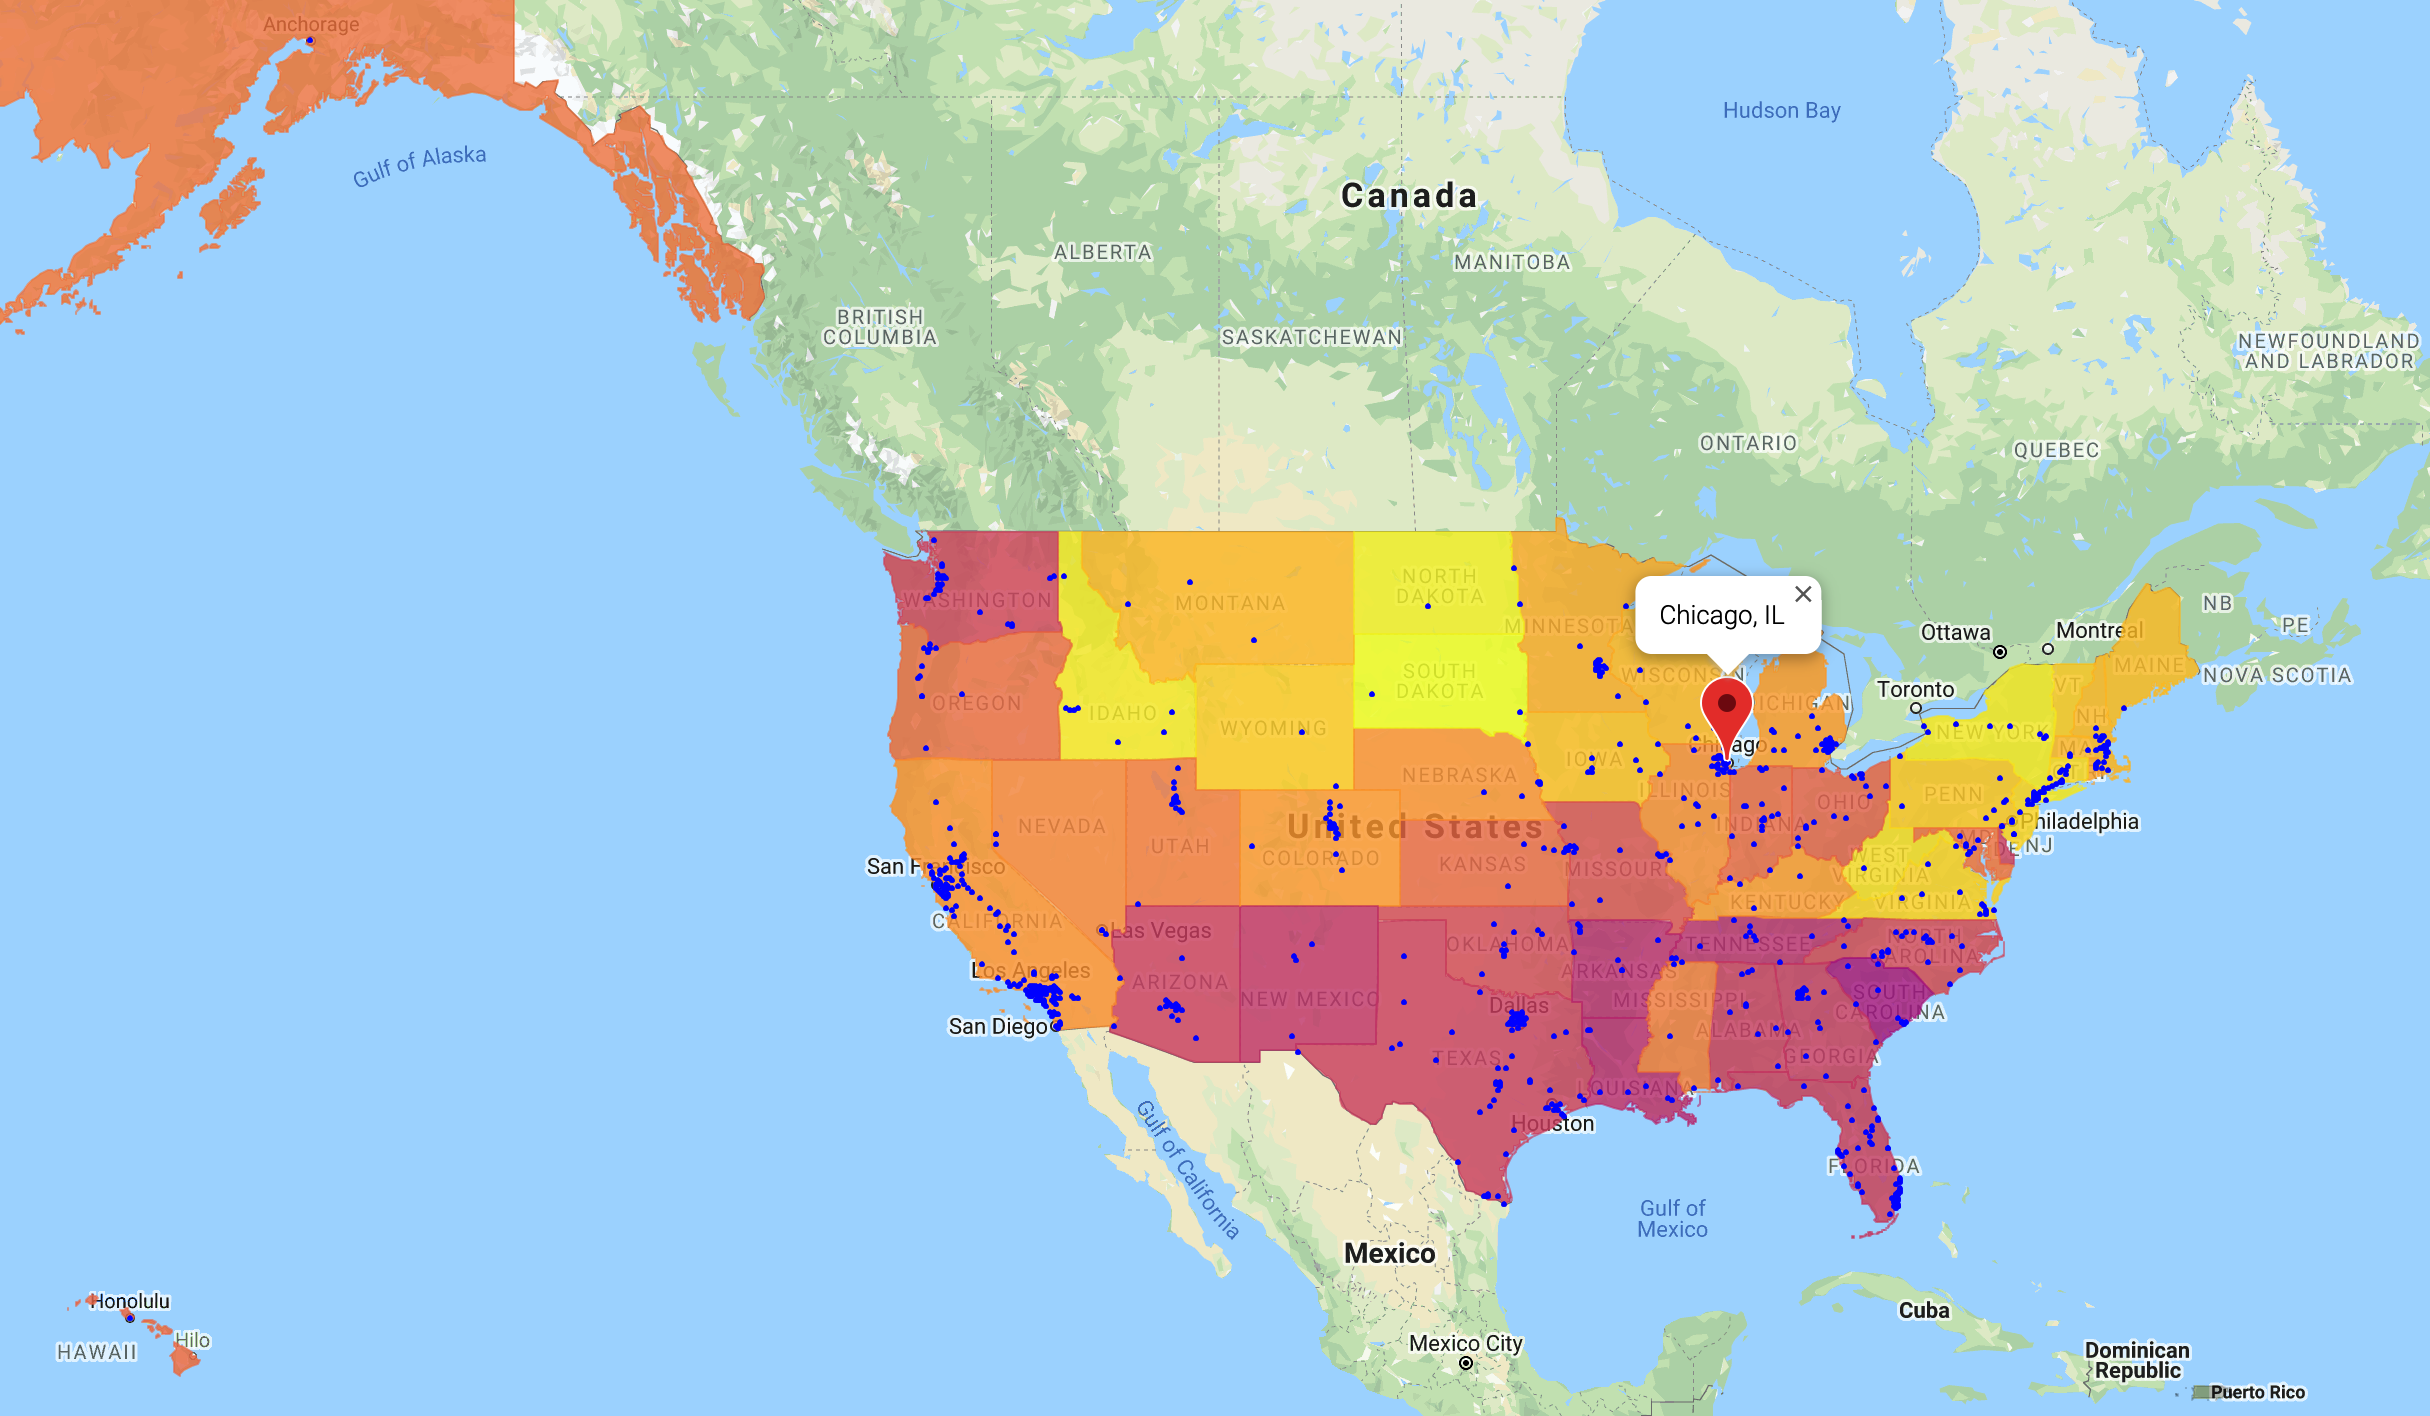 Anchorage
Gulf of Alaska
Hudson Bay
Canada
ALBERTA
MANITOBA
BRITISH
COLUMBIA
SASKATCHEWAN
NEWFOUNDLAND
AND LABRADOR
ONTARIO
QUEBEC
NORTH
DAKOTA
WASHINGTON
MONTANA
MINNESOTA
Chicago, IL
NB
PE
Ottawa
Montreal
MAINE
NOVA SCOTIA
SOUTH
DAKOTA
WISCONSIN
VT
Toronto
OREGON
IDAHO
MICHIGAN
NH
WYOMING
NEW YORK
Chicago
MA
IOWA
CT RI
NEBRASKA
ILLINOIS
PENN
OHIO
NEVADA
United States
INDIANA
Philadelphia
UTAH
COLORADO
MD
DE
NJ
San Francisco
KANSAS
MISSOURI
WEST
VIRGINIA
KENTUCKY
VIRGINIA
CALIFORNIA
Las Vegas
OKLAHOMA
TENNESSEE
NORTH
CAROLINA
Los Angeles
ARIZONA
NEW MEXICO
ARKANSAS
MISSISSIPPI
SOUTH
CAROLINA
Dallas
San Diego
ALABAMA
TEXAS
GEORGIA
LOUISIANA
Houston
Gulf of California
FLORIDA
Gulf of
Mexico
Mexico
Honolulu
Cuba
Hilo
HAWAII
Mexico City
Dominican
Republic
Puerto Rico